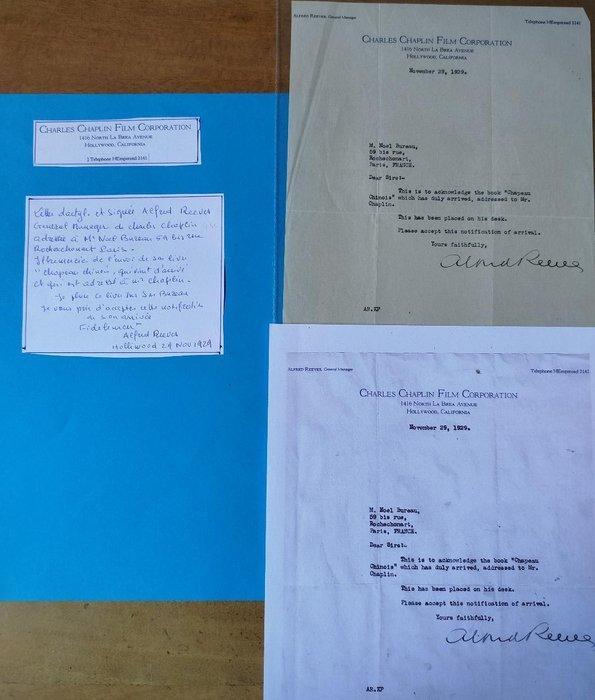 CHARLES CHAPLIN FILM CORPORATION
1416 NORTH LA BREA AVENUE
HOLLYWOOD, CALIFORNIA
Telephone HEmpstead 2141
Lettre dactyl. et signée Alfred Reeves
General Manager de Charlie Chaplin
adressée à Mr Noël Bureau 59 bis rue
Rochechouart Paris.
Il remercie de l'envoi de son livre
"chapeau chinois, qui vient d'arrivé
et qui est adressé à mr chaplin.
Je place ce livre sur son Bureau
Je vous prie d'accepter cette notification
de son arrivée
Fidelement
Alfred Reeves
Hollywood 29 Nov 1929
ALFRED REEVES, General Manager
Telephone HEmpstead 2141
CHARLES CHAPLIN FILM CORPORATION
1416 NORTH LA BREA AVENUE
HOLLYWOOD, CALIFORNIA
November 29, 1929.
M. Noel Bureau,
59 bis rue,
Rochechonart,
Paris, FRANCE.
Dear Sire:-
This is to acknowledge the book "Chapeau
Chinois" which has duly arrived, addressed to Mr.
Chaplin.
This has been placed on his desk.
Please accept this notification of arrival.
Yours faithfully,
Alfred Reeves
AR.KP
ALFRED REEVES, General Manager
Telephone HEmpstead 2141
CHARLES CHAPLIN FILM CORPORATION
1416 NORTH LA BREA AVENUE
HOLLYWOOD, CALIFORNIA
November 29, 1929.
M. Noel Bureau,
59 bis rue,
Rochechonart,
Paris, FRANCE.
Dear Sire:-
This is to acknowledge the book "Chapeau
Chinois" which has duly arrived, addressed to Mr.
Chaplin.
This has been placed on his desk.
Please accept this notification of arrival.
Yours faithfully,
Alfred Reeves
AR.KP